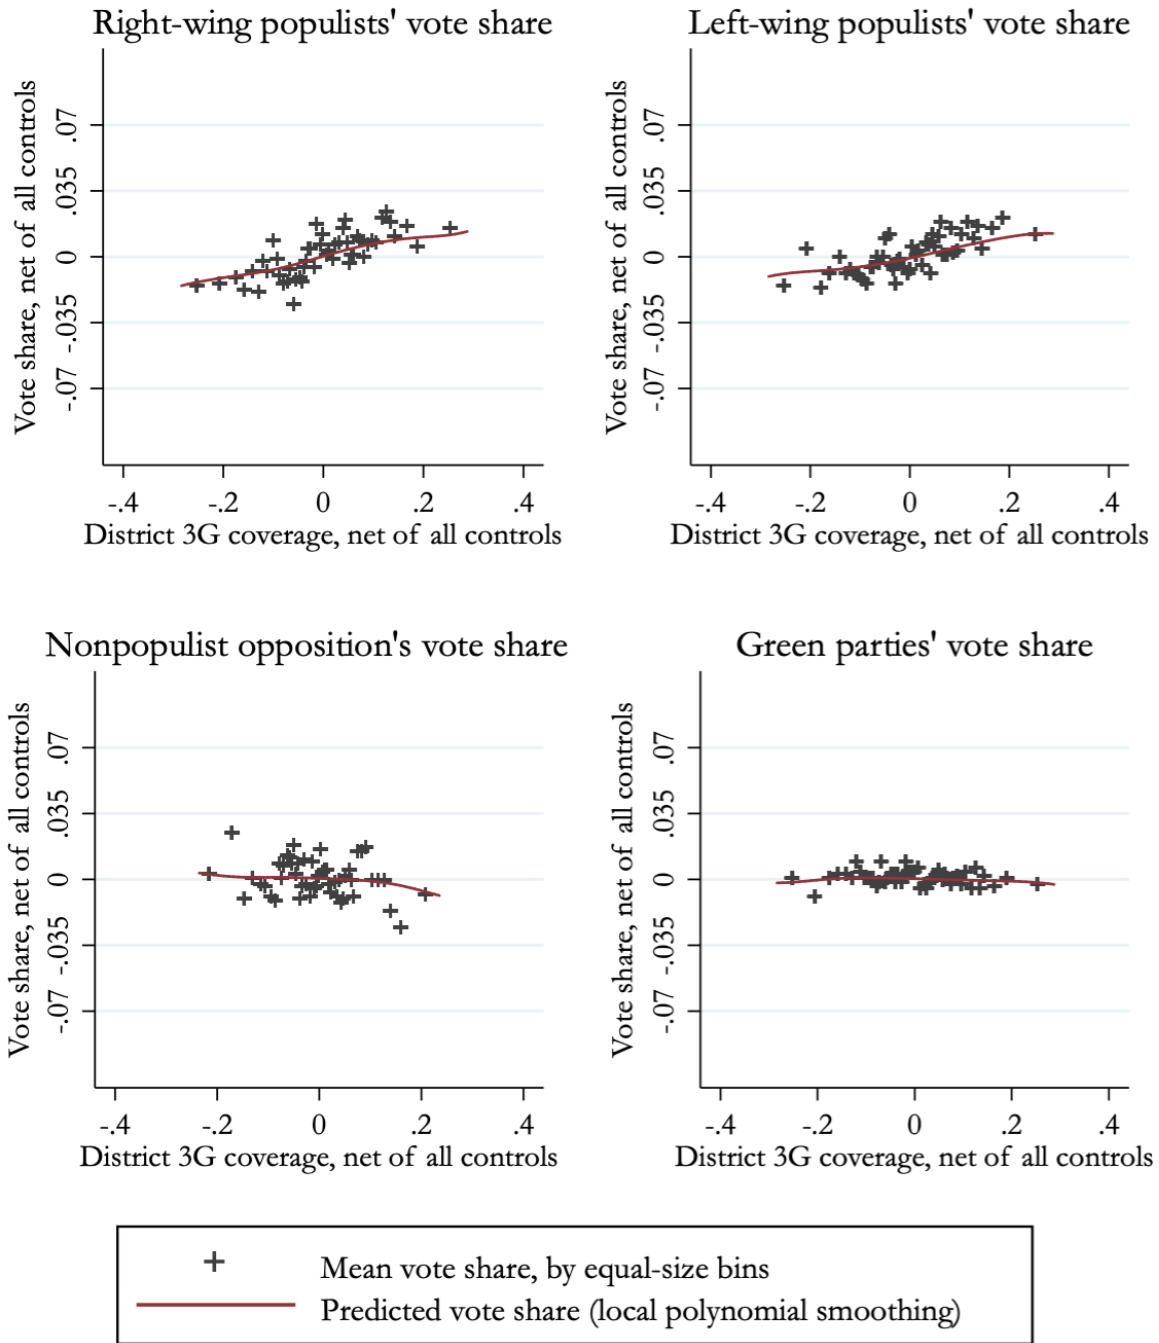 Right-wing populists' vote share
Vote share, net of all controls
.07
.035
0
-.035
-.07
-.4 -.2 0 .2 .4
District 3G coverage, net of all controls
Left-wing populists' vote share
Vote share, net of all controls
.07
.035
0
-.035
-.07
-.4 -.2 0 .2 .4
District 3G coverage, net of all controls
Nonpopulist opposition's vote share
Vote share, net of all controls
.07
.035
0
-.035
-.07
-.4 -.2 0 .2 .4
District 3G coverage, net of all controls
Green parties' vote share
Vote share, net of all controls
.07
.035
0
-.035
-.07
-.4 -.2 0 .2 .4
District 3G coverage, net of all controls
Mean vote share, by equal-size bins
Predicted vote share (local polynomial smoothing)